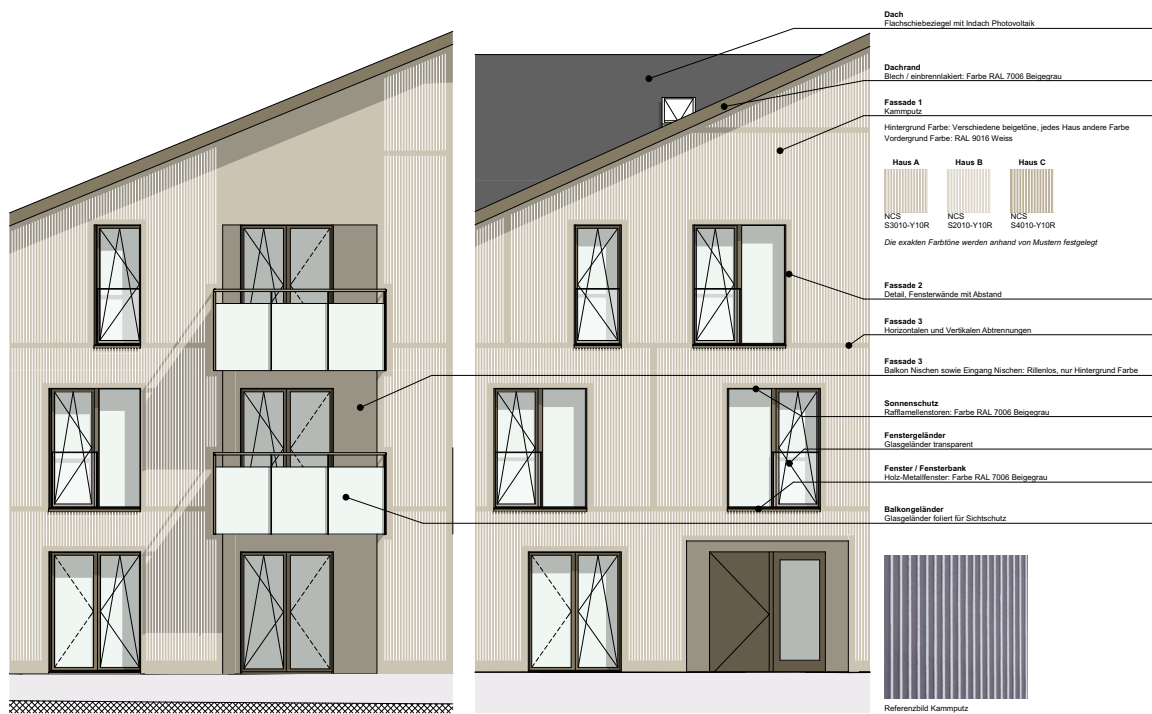 Dach
Flachschiebeziegel mit Indach Photovoltaik
Dachrand
Blech / einbrennlakiert: Farbe RAL 7006 Beigegrau
Fassade 1
Kammputz
Hintergrund Farbe: Verschiedene beigetöne, jedes Haus andere Farbe
Vordergrund Farbe: RAL 9016 Weiss
Haus A Haus B Haus C
NCS NCS NCS
S3010-Y10R S2010-Y10R S4010-Y10R
Die exakten Farbtöne werden anhand von Mustern festgelegt
Fassade 2
Detail, Fensterwände mit Abstand
Fassade 3
Horizontalen und Vertikalen Abtrennungen
Fassade 3
Balkon Nischen sowie Eingang Nischen: Rillenlos, nur Hintergrund Farbe
Sonnenschutz
Rafflamellenstoren: Farbe RAL 7006 Beigegrau
Fenstergeländer
Glasgeländer transparent
Fenster / Fensterbank
Holz-Metallfenster: Farbe RAL 7006 Beigegrau
Balkongeländer
Glasgeländer foliert für Sichtschutz
Referenzbild Kammputz